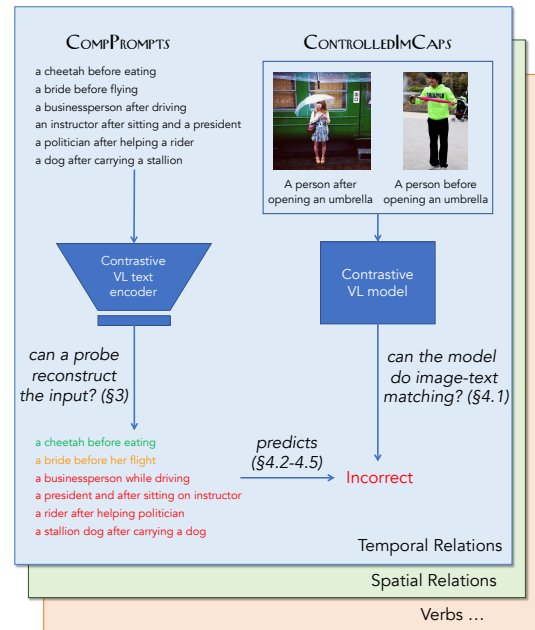 COMPPROMPTS
a cheetah before eating
a bride before flying
a businessperson after driving
an instructor after sitting and a president
a politician after helping a rider
a dog after carrying a stallion
CONTROLLEDIMCAPS
A person after
opening an umbrella
A person before
opening an umbrella
Contrastive
VL text
encoder
Contrastive
VL model
can a probe
reconstruct
the input? (§3)
can the model
do image-text
matching? (§4.1)
a cheetah before eating
a bride before her flight
a businessperson while driving
a president and after sitting on instructor
a rider after helping politician
a stallion dog after carrying a dog
predicts
(§4.2-4.5)
Incorrect
Temporal Relations
Spatial Relations
Verbs ...